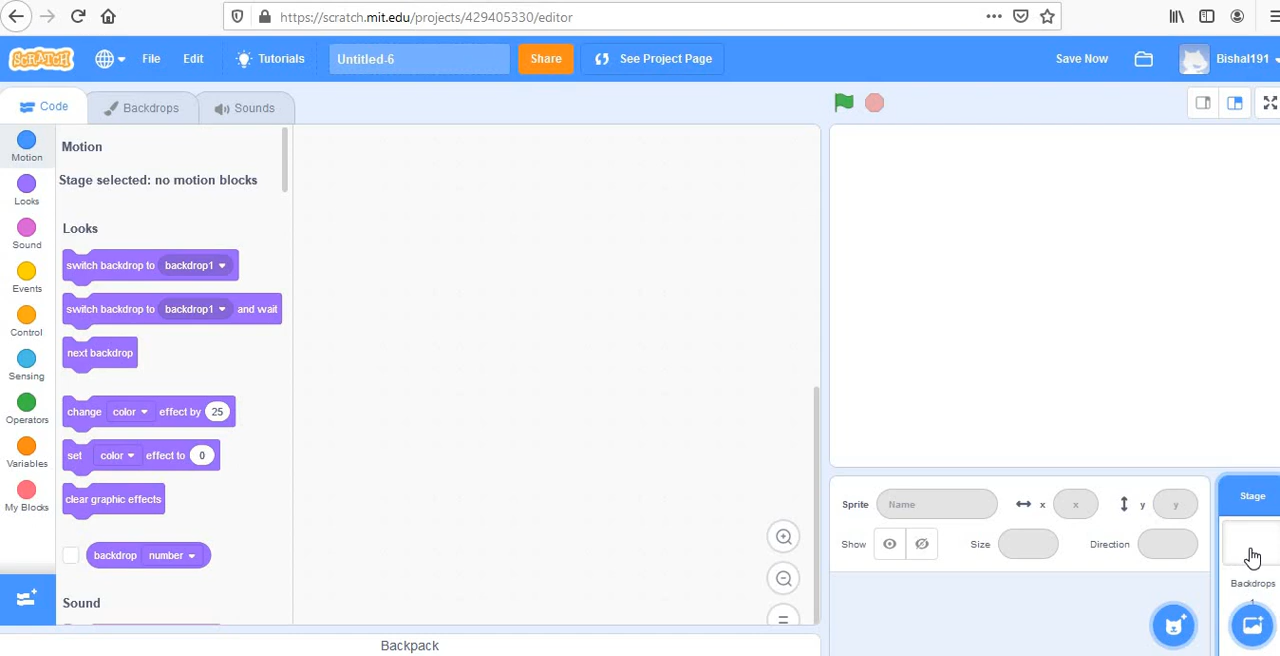 https://scratch.mit.edu/projects/429405330/editor
SCRATCH File Edit Tutorials Untitled-6 Share See Project Page Save Now Bishal191
Code Backdrops Sounds
Motion
Looks
Sound
Events
Control
Sensing
Operators
Variables
My Blocks
Motion
Stage selected: no motion blocks
Looks
switch backdrop to backdrop1
switch backdrop to backdrop1 and wait
next backdrop
change color effect by 25
set color effect to 0
clear graphic effects
backdrop number
Sound
Backpack
Sprite Name x x y y
Show Size Direction
Stage
Backdrops